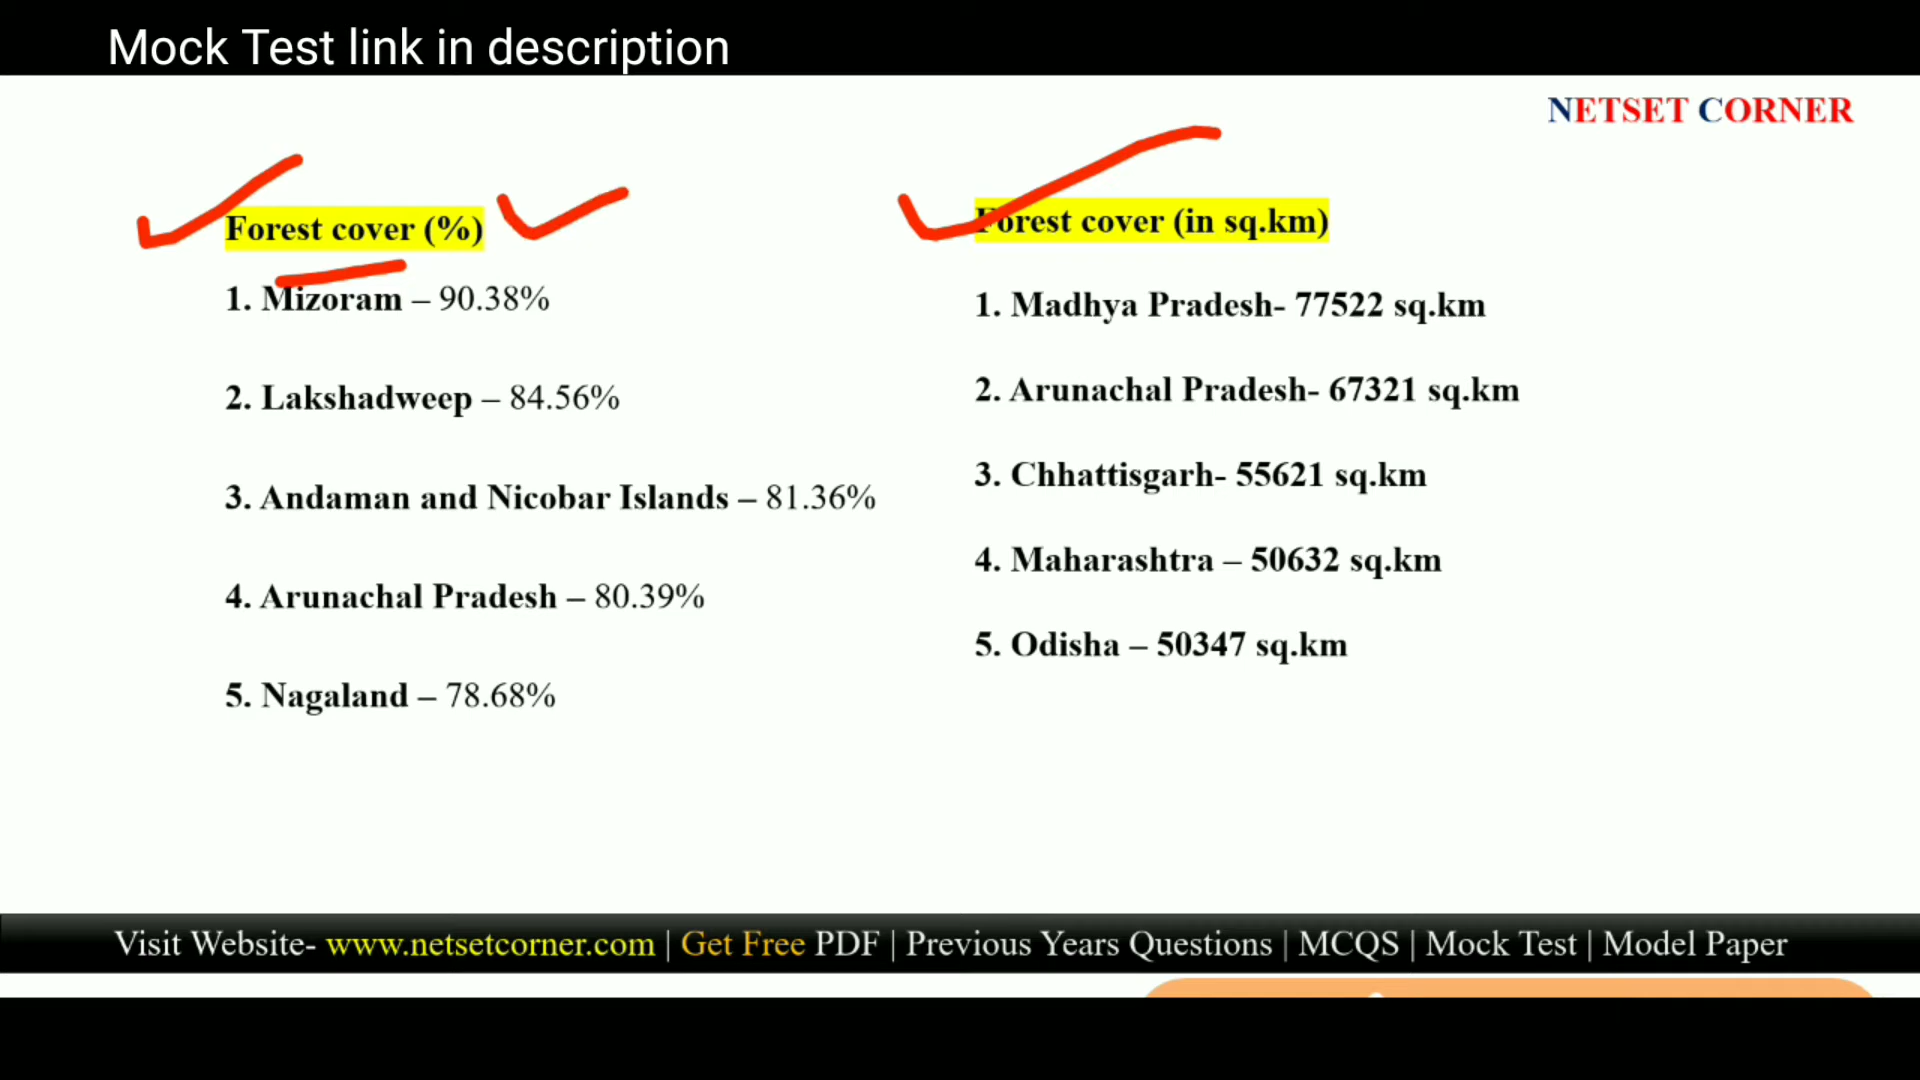 Mock Test link in description
NETSET CORNER
Forest cover (%)
1. Mizoram – 90.38%
2. Lakshadweep – 84.56%
3. Andaman and Nicobar Islands – 81.36%
4. Arunachal Pradesh – 80.39%
5. Nagaland – 78.68%
Forest cover (in sq.km)
1. Madhya Pradesh- 77522 sq.km
2. Arunachal Pradesh- 67321 sq.km
3. Chhattisgarh- 55621 sq.km
4. Maharashtra – 50632 sq.km
5. Odisha – 50347 sq.km
Visit Website- www.netsetcorner.com | Get Free PDF | Previous Years Questions | MCQS | Mock Test | Model Paper